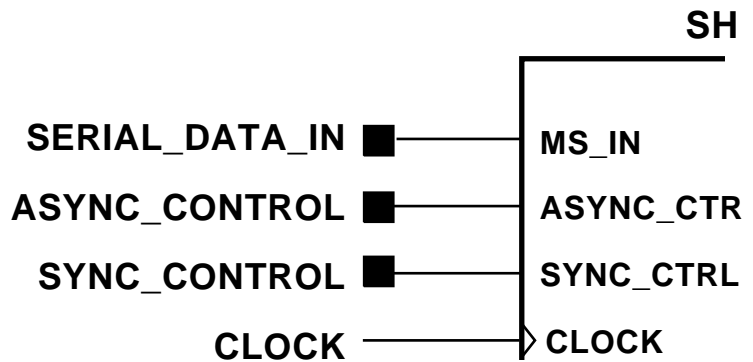 SH
SERIAL_DATA_IN MS_IN
ASYNC_CONTROL ASYNC_CTR
SYNC_CONTROL SYNC_CTRL
CLOCK CLOCK